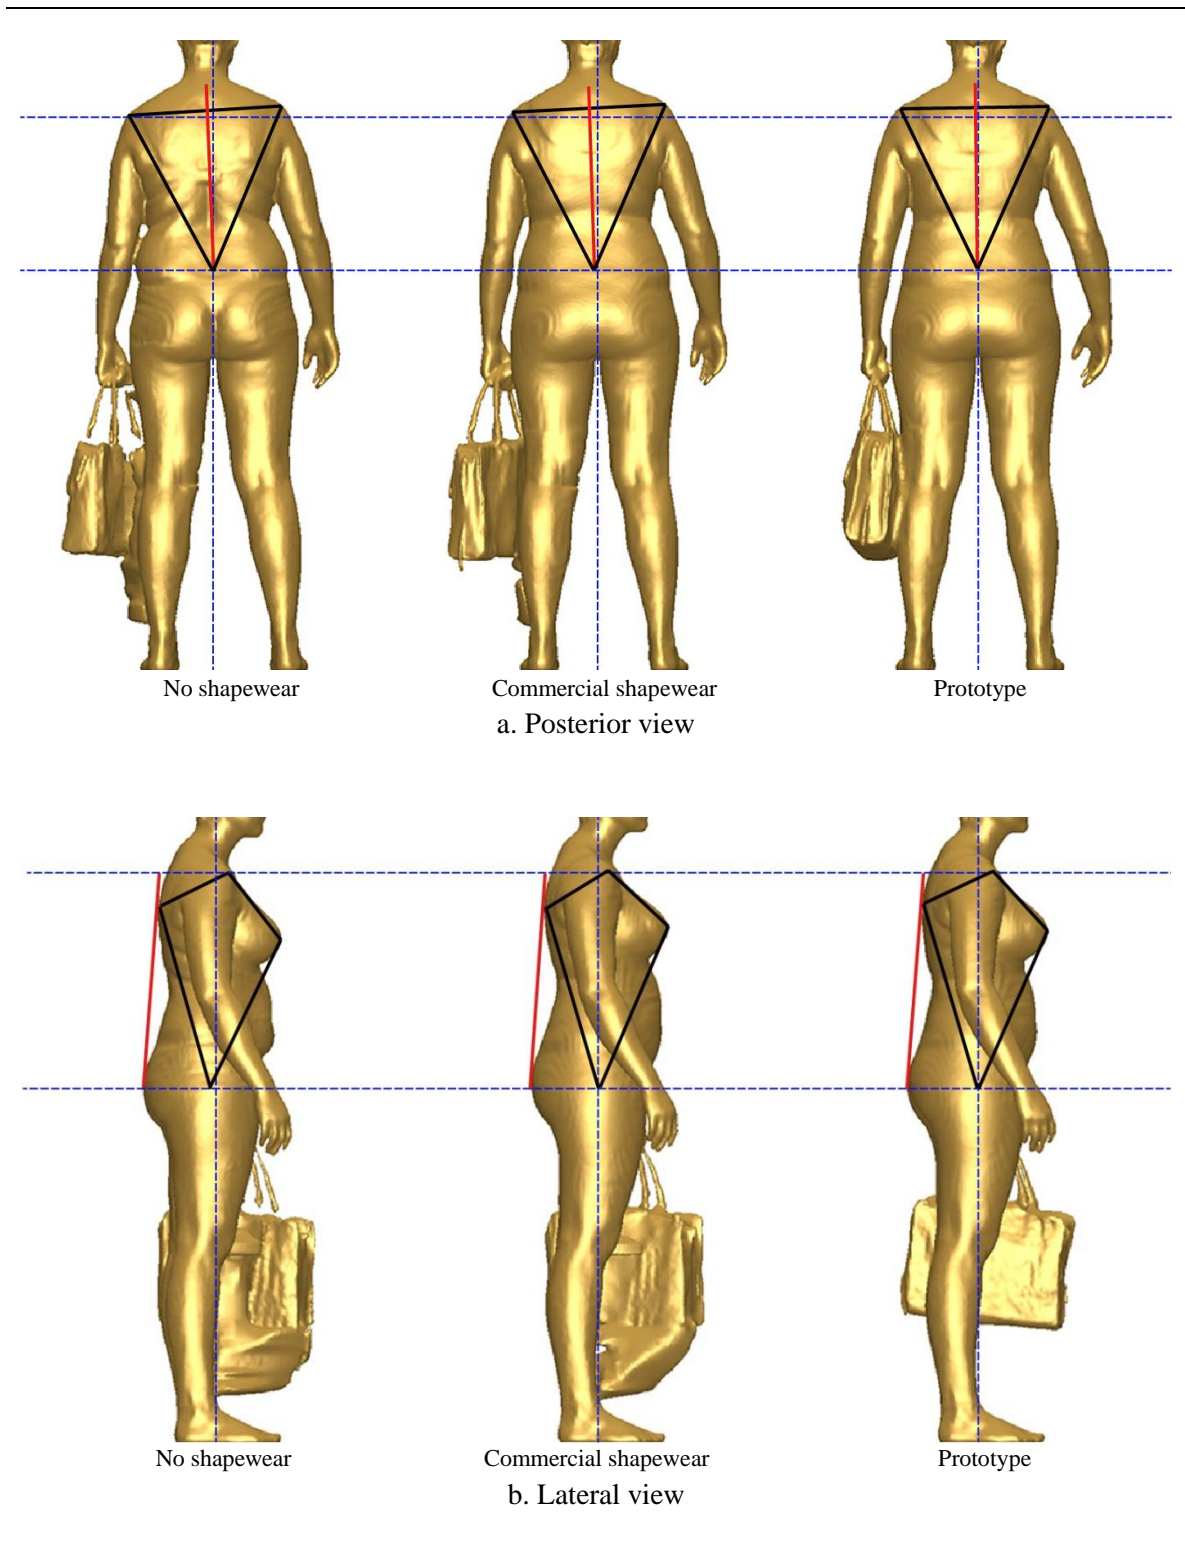 No shapewear
Commercial shapewear
Prototype
a. Posterior view
No shapewear
Commercial shapewear
Prototype
b. Lateral view